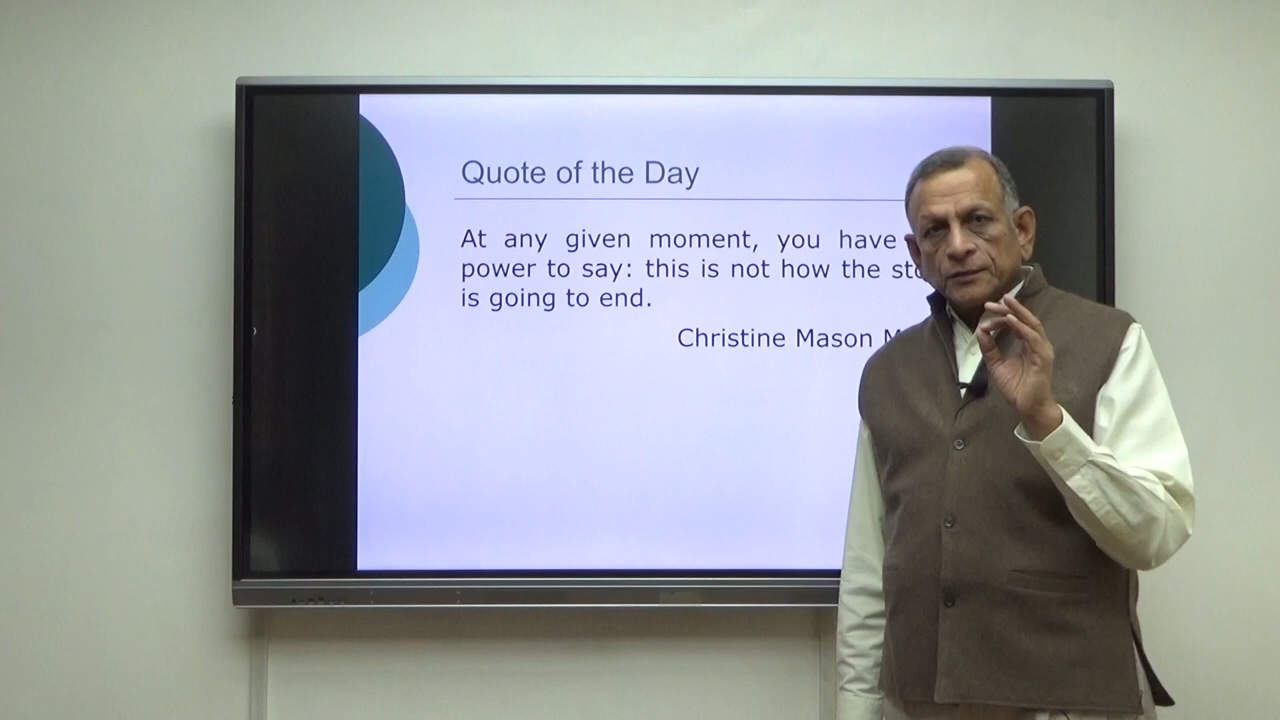 Quote of the Day
At any given moment, you have
power to say: this is not how the
is going to end.
Christine Mason